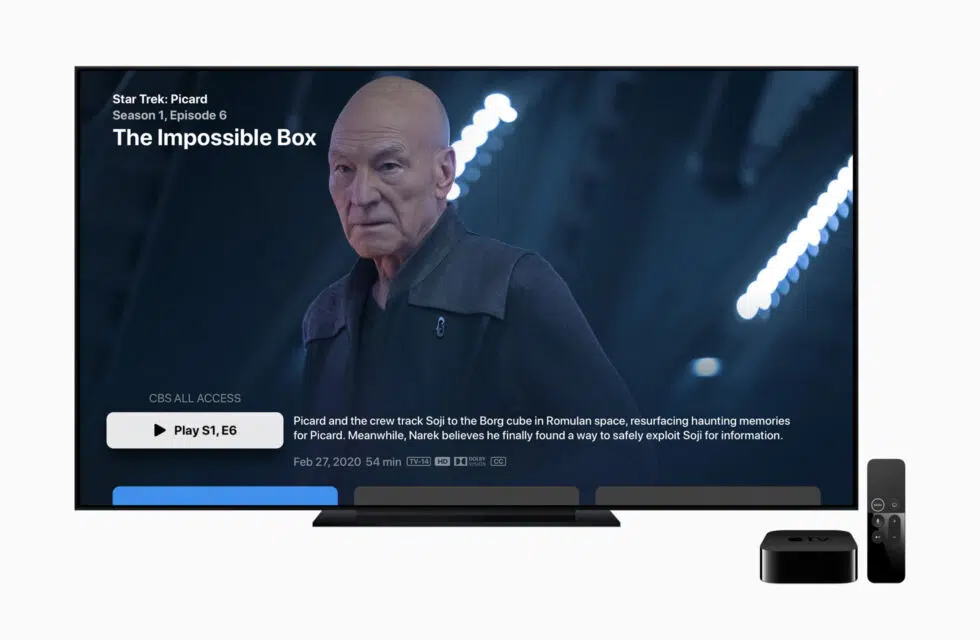 Star Trek: Picard
Season 1, Episode 6
The Impossible Box
CBS ALL ACCESS
Play S1, E6
Picard and the crew track Soji to the Borg cube in Romulan space, resurfacing haunting memories
for Picard. Meanwhile, Narek believes he finally found a way to safely exploit Soji for information.
Feb 27, 2020 54 min TV-14 HD DOLBY VISION CC
tv
MENU